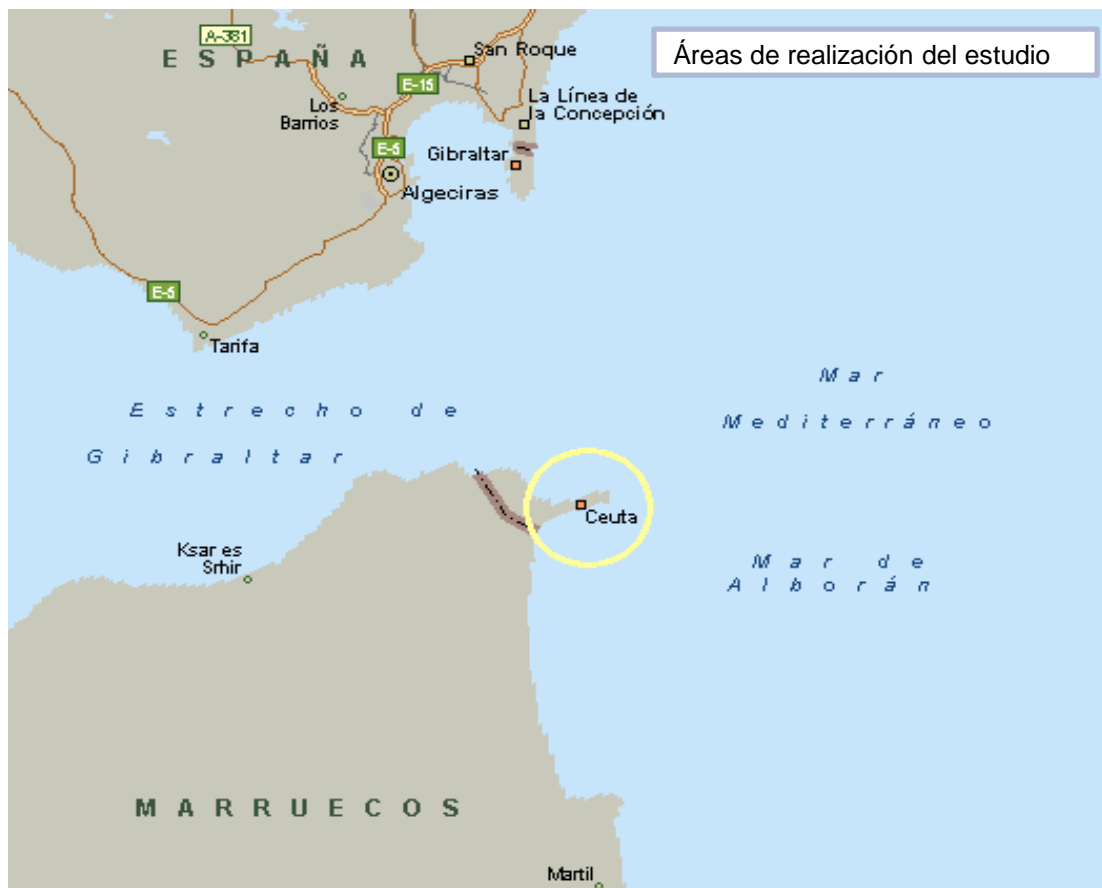 Áreas de realización del estudio
A-381
ESPAÑA
San Roque
E-15
Los
Barrios
La Línea de
la Concepción
E-5
Gibraltar
Algeciras
E-5
Tarifa
Mar
Mediterráneo
Estrecho de
Gibraltar
Ceuta
Ksar es
Srhir
Mar de
Alborán
MARRUECOS
Martil